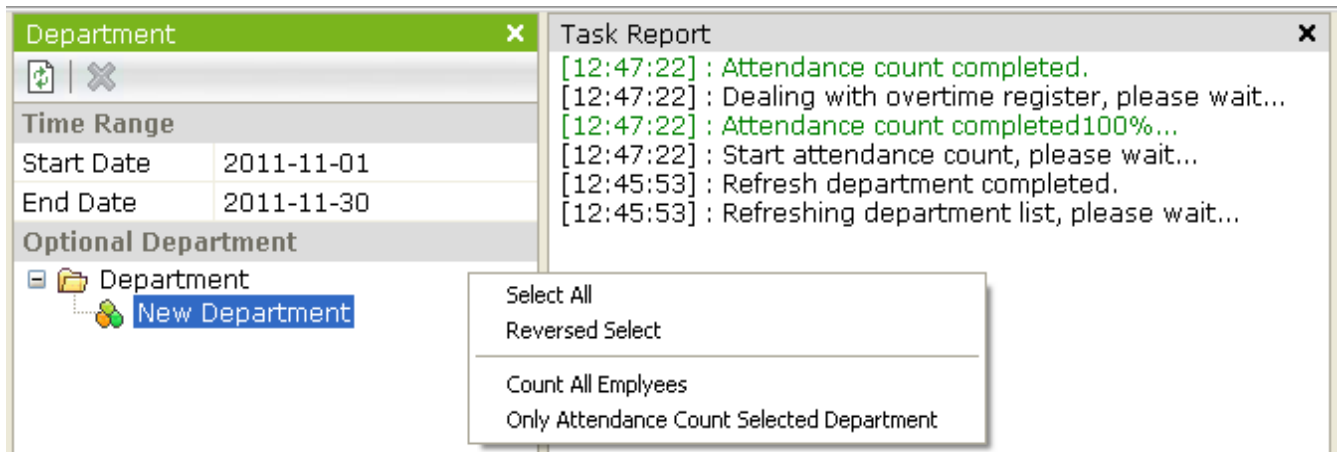 Department
Time Range
Start Date 2011-11-01
End Date 2011-11-30
Optional Department
Department
New Department
Task Report
[12:47:22] : Attendance count completed.
[12:47:22] : Dealing with overtime register, please wait...
[12:47:22] : Attendance count completed100%...
[12:47:22] : Start attendance count, please wait...
[12:45:53] : Refresh department completed.
[12:45:53] : Refreshing department list, please wait...
Select All
Reversed Select
Count All Emplyees
Only Attendance Count Selected Department